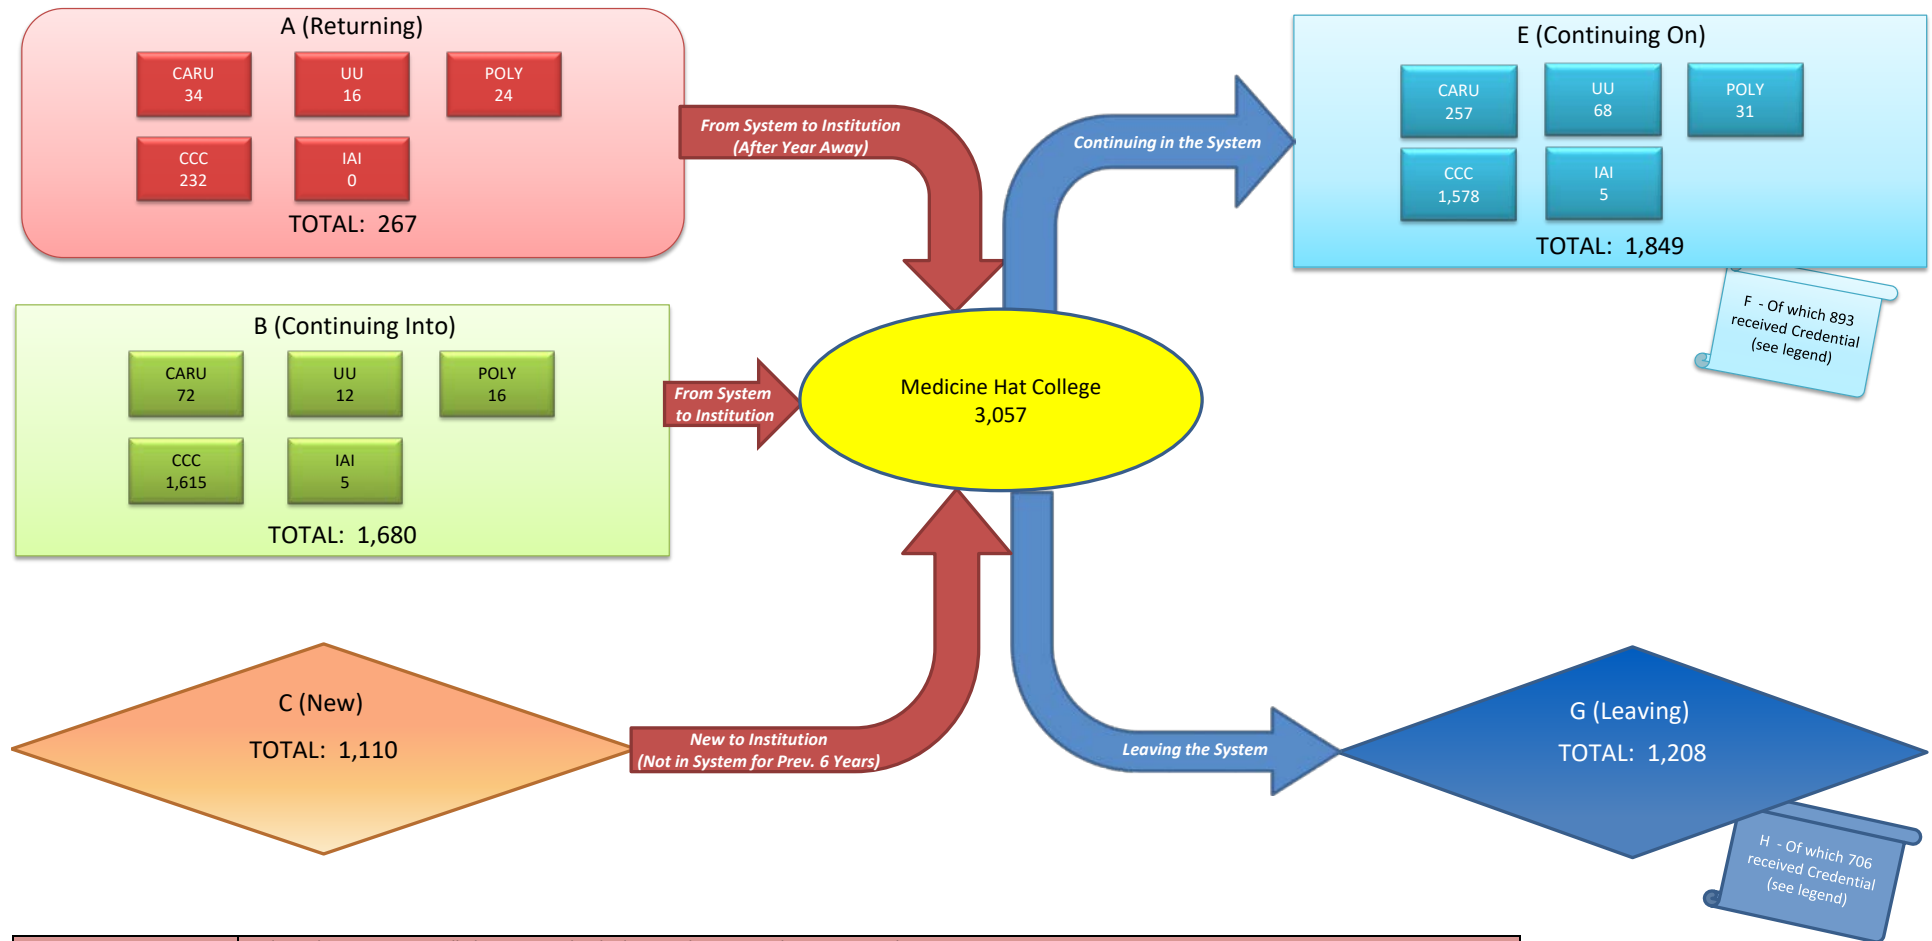 A (Returning)
CARU
34
UU
16
POLY
24
CCC
232
IAI
0
TOTAL: 267
From System to Institution
(After Year Away)
B (Continuing Into)
CARU
72
UU
12
POLY
16
CCC
1,615
IAI
5
TOTAL: 1,680
From System
to Institution
C (New)
TOTAL: 1,110
New to Institution
(Not in System for Prev. 6 Years)
Medicine Hat College
3,057
Continuing in the System
E (Continuing On)
CARU
257
UU
68
POLY
31
CCC
1,578
IAI
5
TOTAL: 1,849
F - Of which 893
received Credential
(see legend)
Leaving the System
G (Leaving)
TOTAL: 1,208
H - Of which 706
received Credential
(see legend)